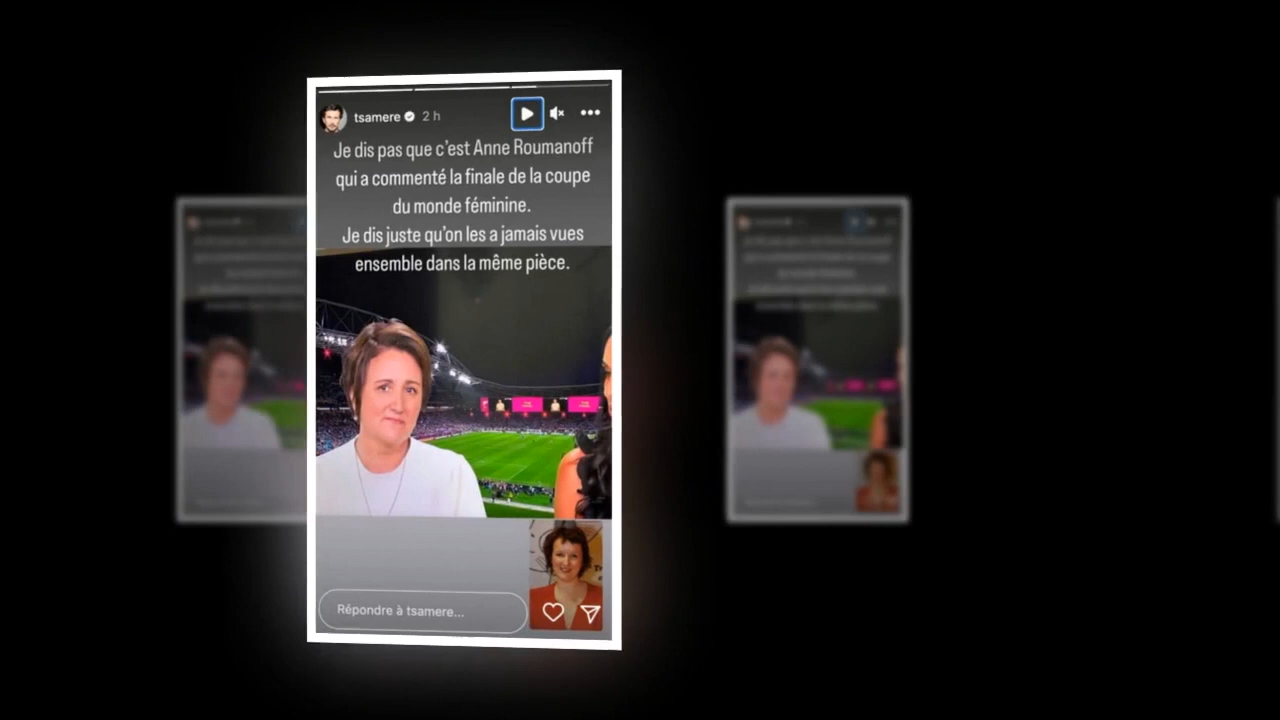 tsamere 2 h
Je dis pas que c'est Anne Roumanoff
qui a commenté la finale de la coupe
du monde féminine.
Je dis juste qu'on les a jamais vues
ensemble dans la même pièce.
Répondre à tsamere...